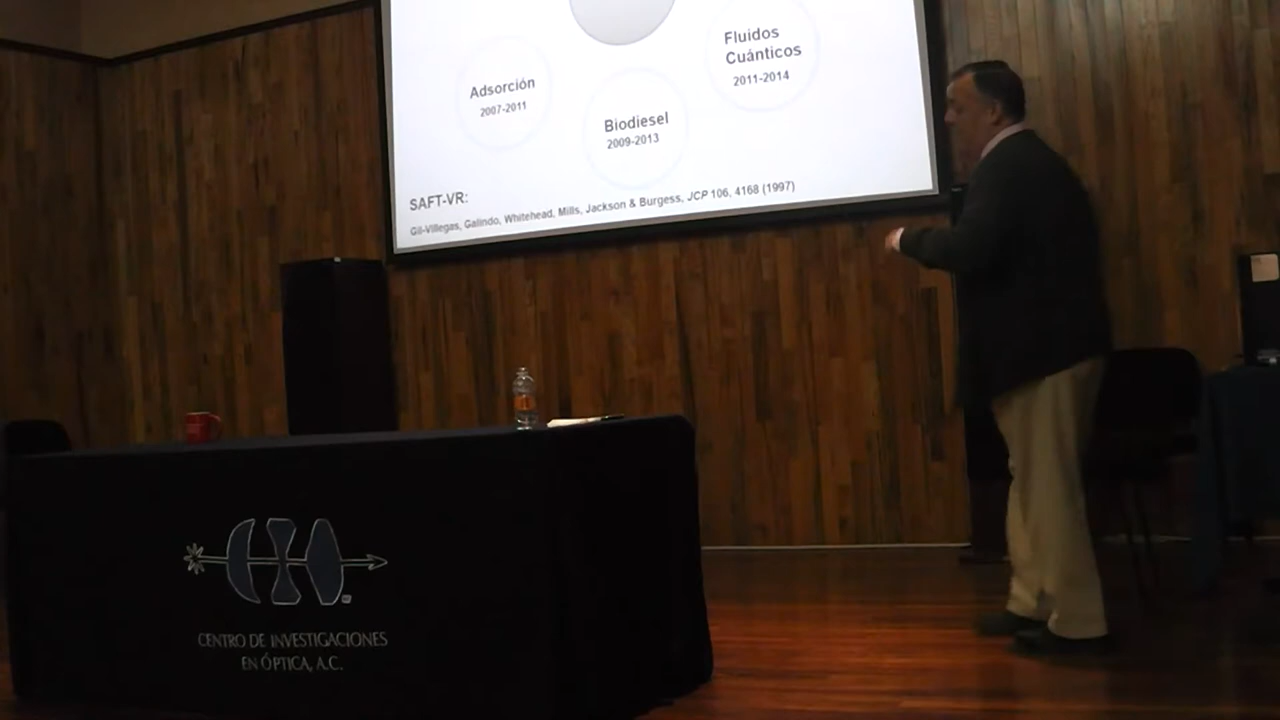 Fluidos
Cuánticos
2011-2014
Adsorción
2007-2011
Biodiesel
2009-2013
SAFT-VR:
Gil-Villegas, Galindo, Whitehead, Mills, Jackson & Burgess, JCP 106, 4168 (1997)
CENTRO DE INVESTIGACIONES
EN ÓPTICA, A.C.